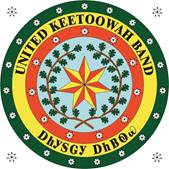 UNITED KEETOOWAH BAND
ᎠᏂᎩᏚᏩᎩ ᎠᏂᏴᏫᏯ